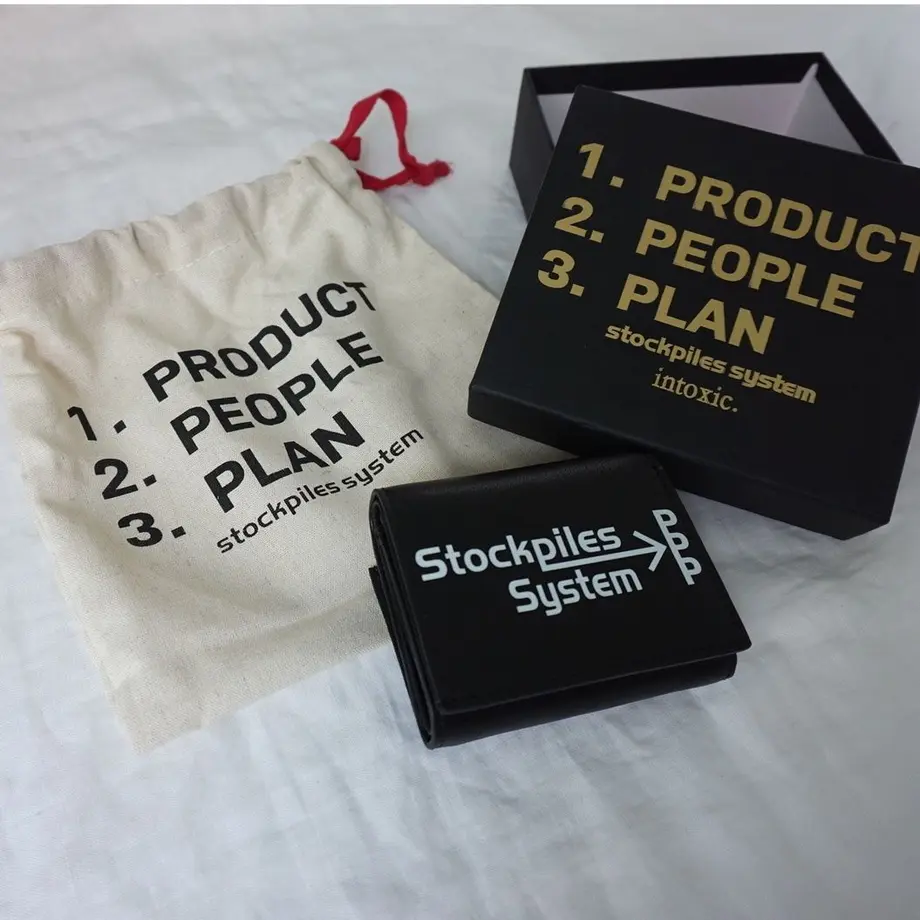 1. PRODUCT
2. PEOPLE
3. PLAN
stockpiles system
1. PRODUCT
2. PEOPLE
3. PLAN
stockpiles system
intoxic.
Stockpiles
System
PPP